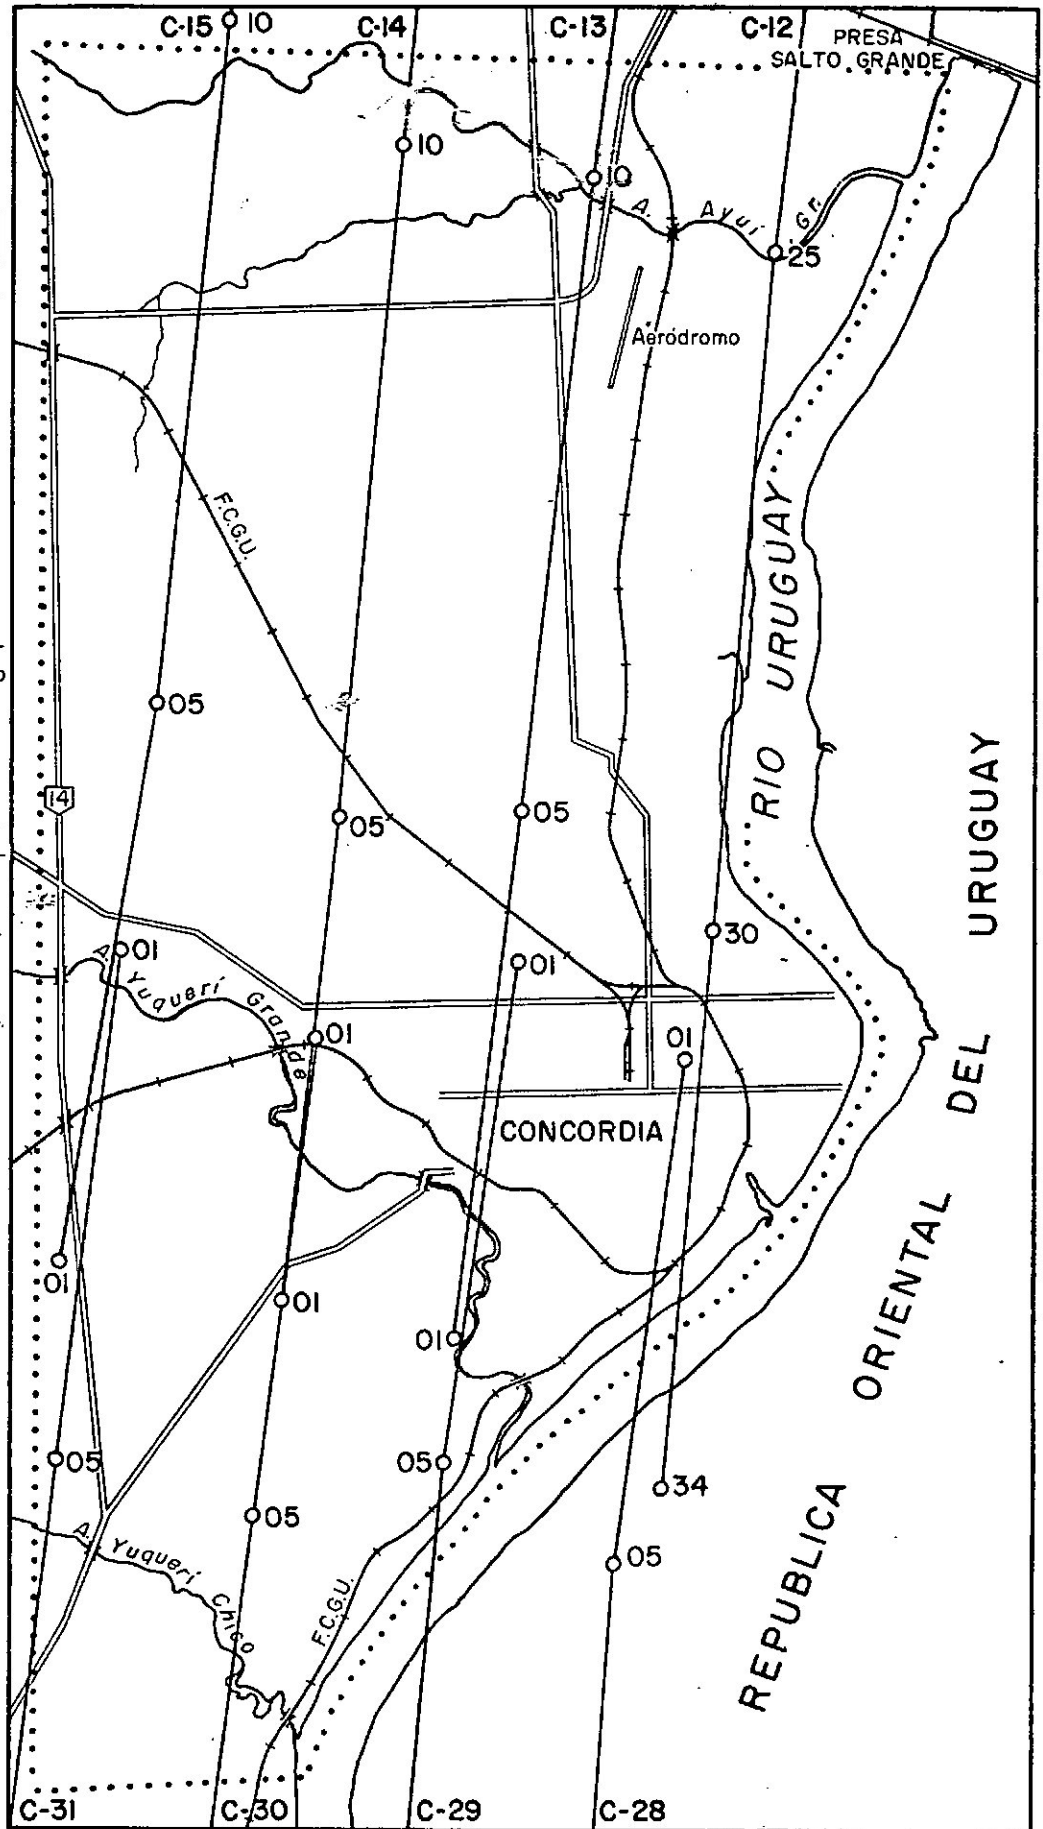 C-15 10 C-14 C-13 C-12 PRESA
SALTO GRANDE
10
10
A. Ayuí Gr.
25
Aeródromo
F.C.G.U.
RIO URUGUAY
05
14
05
05
30
01
A. Yuquerí Grande
01
01
01
CONCORDIA
REPUBLICA ORIENTAL DEL URUGUAY
01
01
01
05
05
34
05
05
A. Yuquerí Chico
F.C.G.U.
C-31 C-30 C-29 C-28